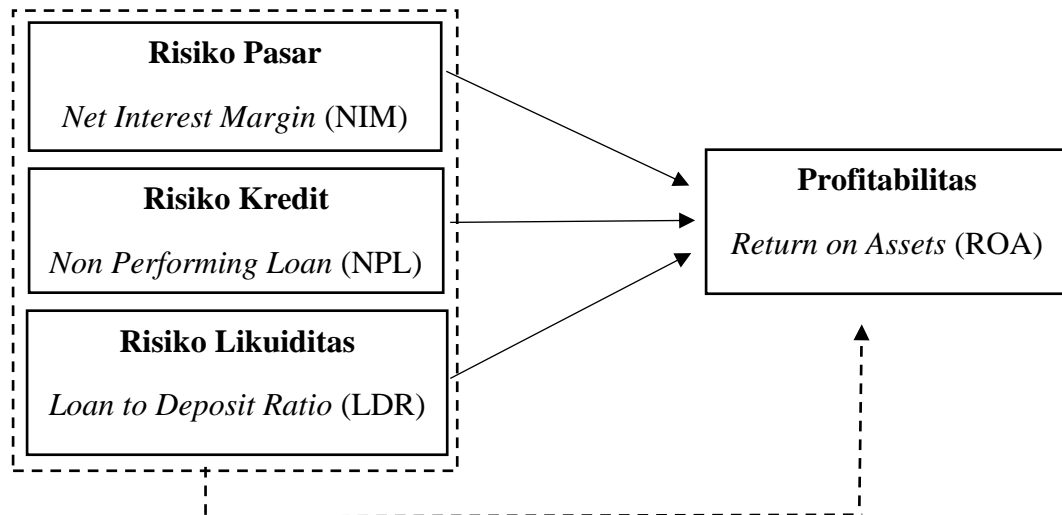 Risiko Pasar
Net Interest Margin (NIM)
Risiko Kredit
Non Performing Loan (NPL)
Risiko Likuiditas
Loan to Deposit Ratio (LDR)
Profitabilitas
Return on Assets (ROA)